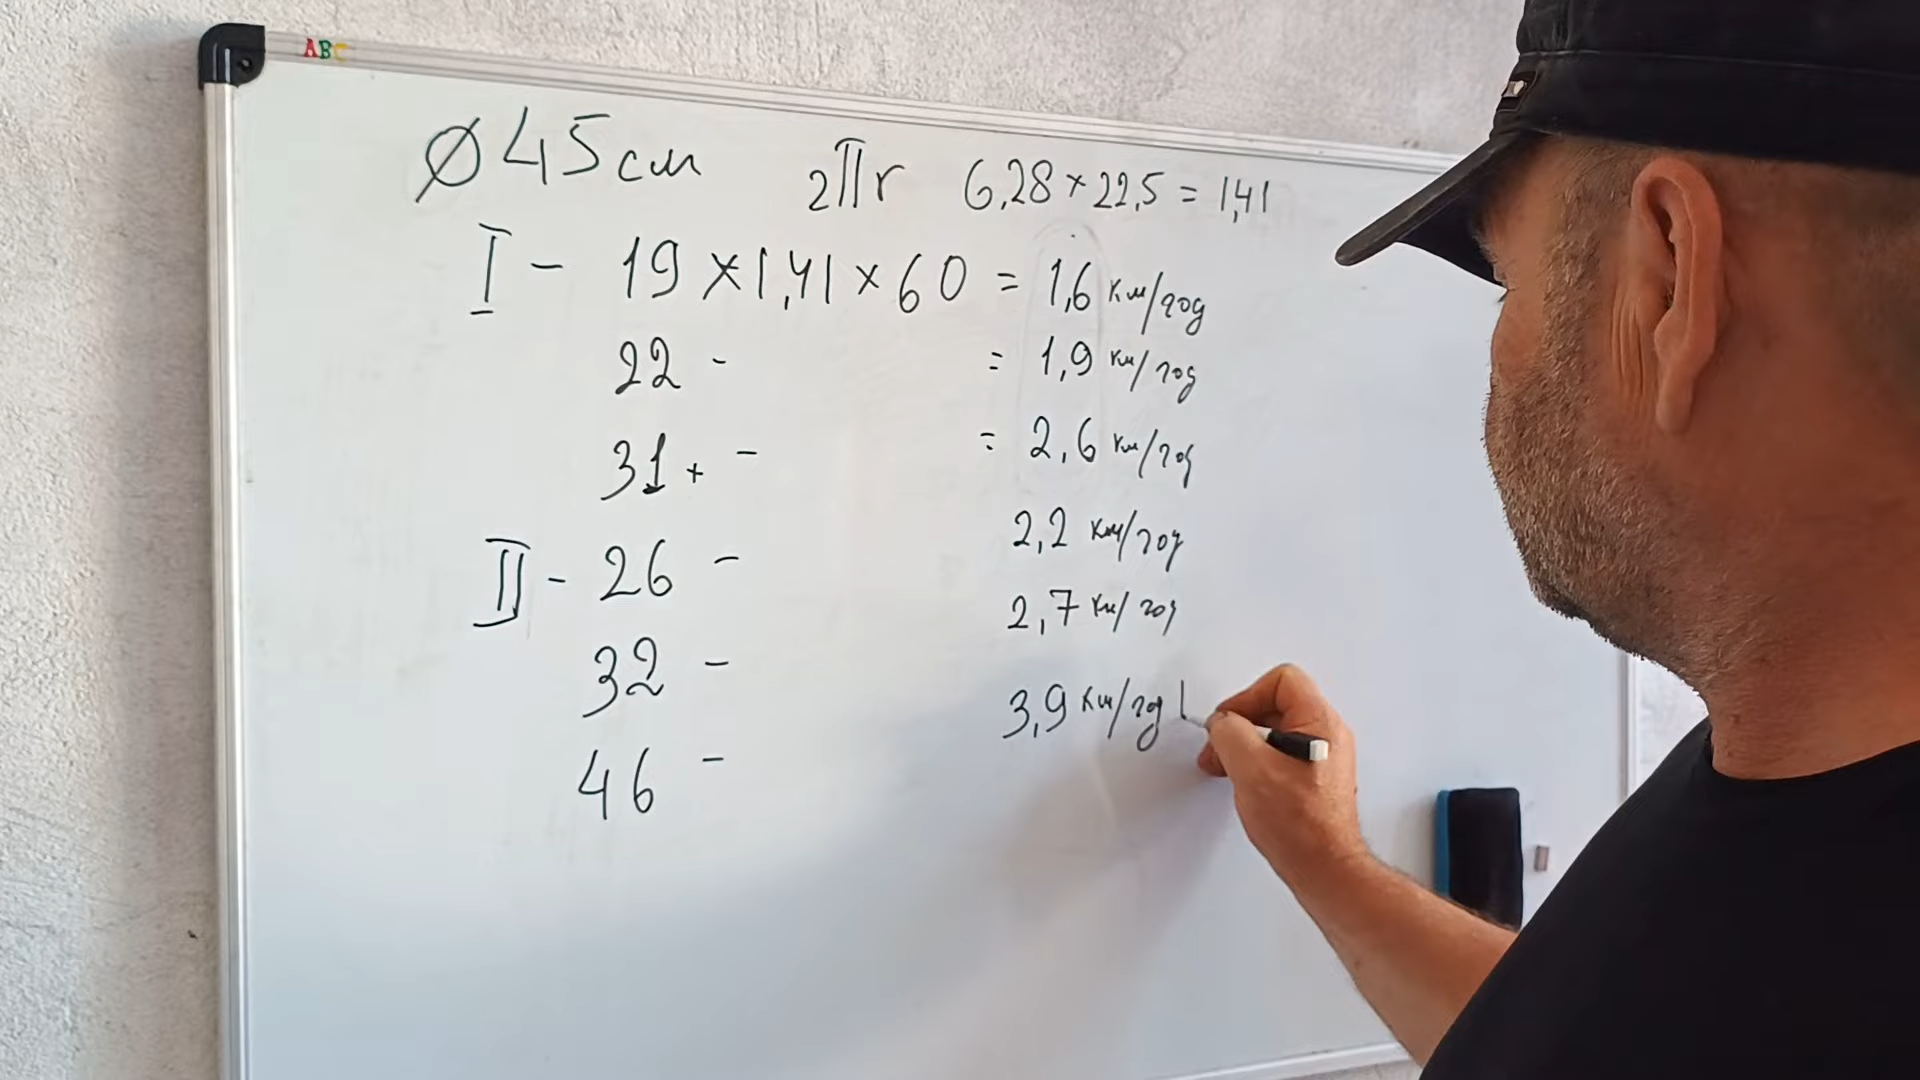 ABC
⌀45см 2πr 6,28×22,5 = 1,41
I - 19×1,41×60 = 1,6 км/год
22 - = 1,9 км/год
31+ - = 2,6 км/год
II - 26 - 2,2 км/год
32 - 2,7 км/год
46 - 3,9 км/год